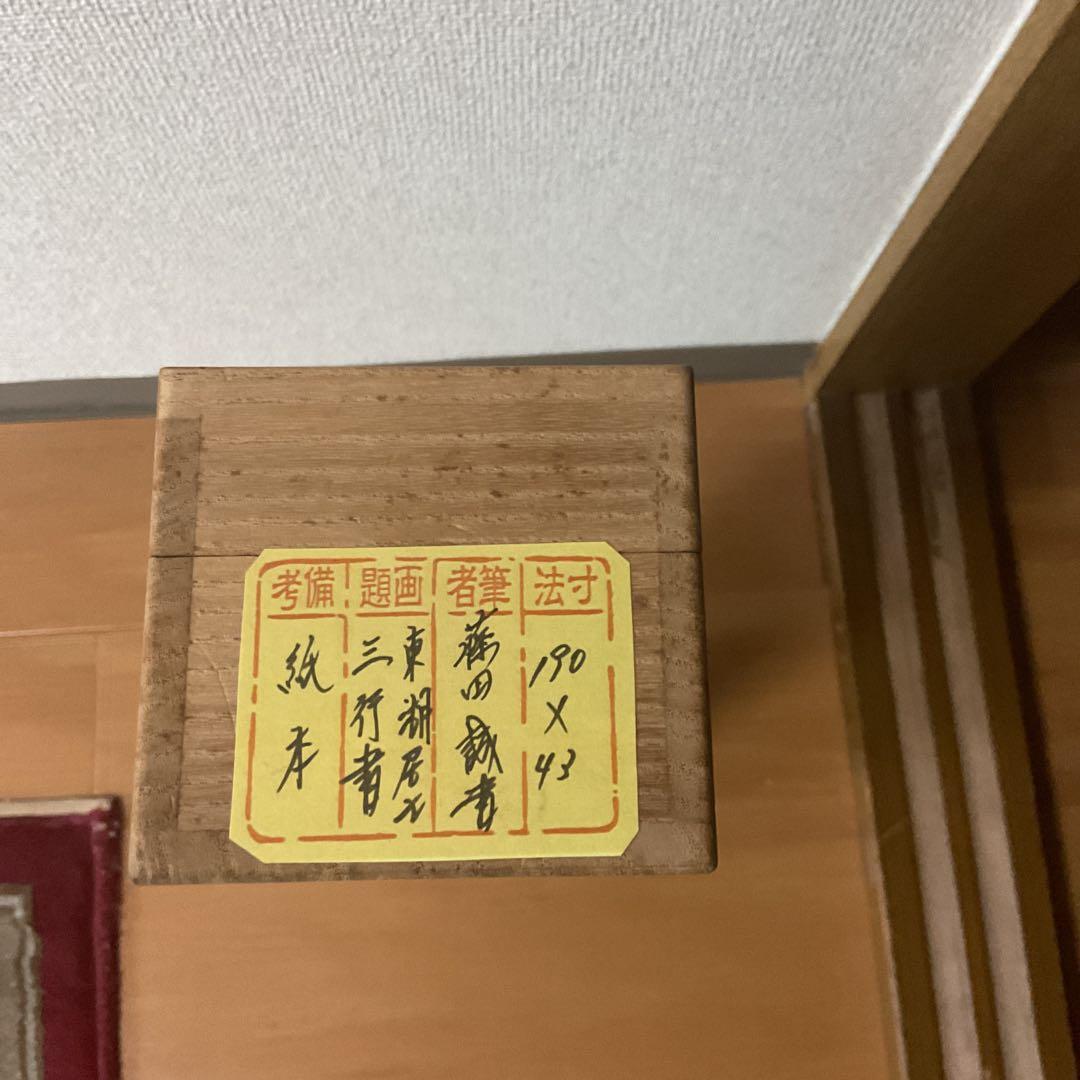 寸法
190×43
筆者
藤田誠書
画題
東湖居士
三行書
備考
紙本